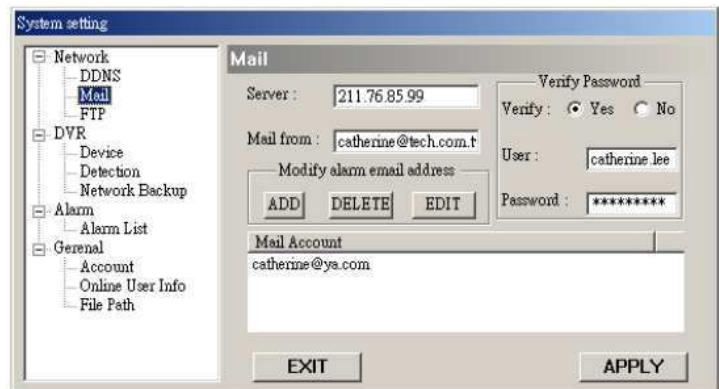 System setting
Network
DDNS
Mail
FTP
DVR
Device
Detection
Network Backup
Alarm
Alarm List
Gerenal
Account
Online User Info
File Path
Mail
Server :
211.76.85.99
Mail from :
catherine@tech.com.t
Modify alarm email address
ADD
DELETE
EDIT
Verify Password
Verify : Yes No
User :
catherine.lee
Password :
*********
Mail Account
catherine@ya.com
EXIT
APPLY